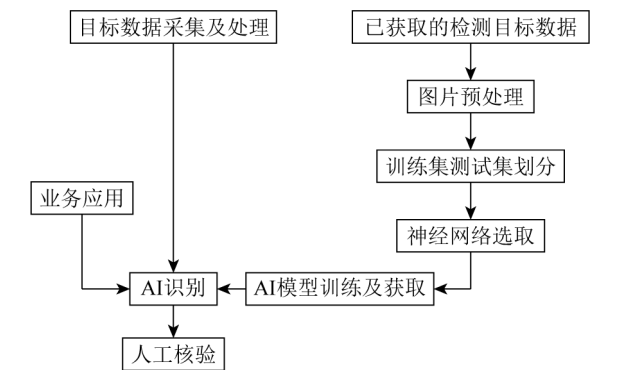 目标数据采集及处理
已获取的检测目标数据
图片预处理
训练集测试集划分
业务应用
神经网络选取
AI识别
AI模型训练及获取
人工核验